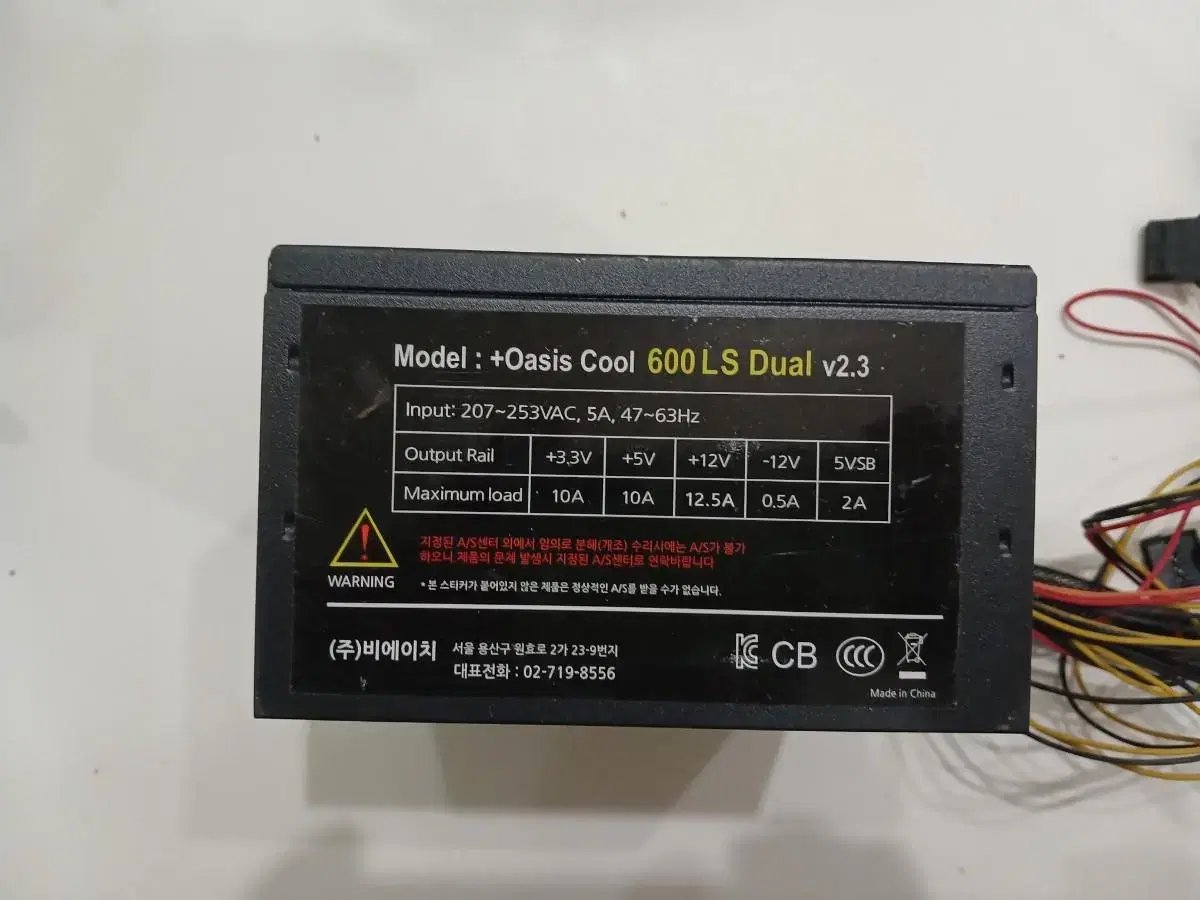 Model : +Oasis Cool 600 LS Dual v2.3
Input: 207~253VAC, 5A, 47~63Hz
Output Rail +3.3V +5V +12V -12V 5VSB
Maximum load 10A 10A 12.5A 0.5A 2A
지정된 A/S센터 외에서 임의로 분해(개조) 수리시에는 A/S가 불가
하오니 제품의 문제 발생시 지정된 A/S센터로 연락바랍니다
WARNING
* 본 스티커가 붙어있지 않은 제품은 정상적인 A/S를 받을 수가 없습니다.
(주)비에이치 서울 용산구 원효로 2가 23-9번지
대표전화 : 02-719-8556
CB CCC
Made in China